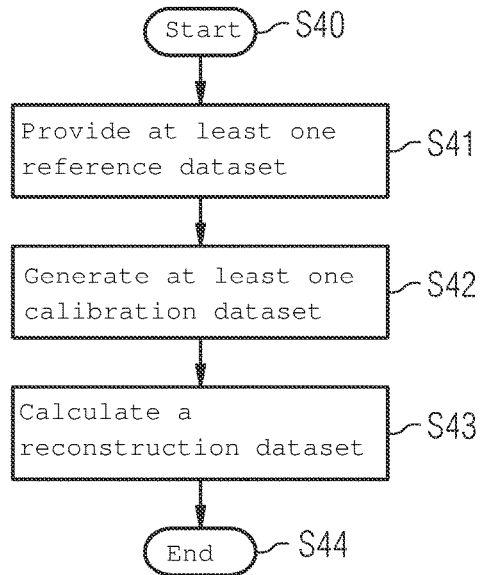 Start S40
Provide at least one
reference dataset
S41
Generate at least one
calibration dataset
S42
Calculate a
reconstruction dataset
S43
End S44